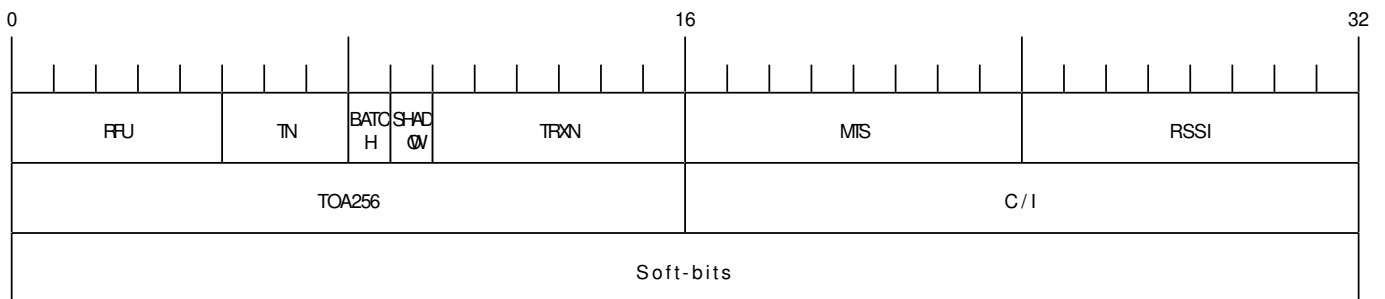 0 16 32
RFU TN BATC SHAD TRXN MTS RSSI
H OW
TOA256 C / I
Soft-bits